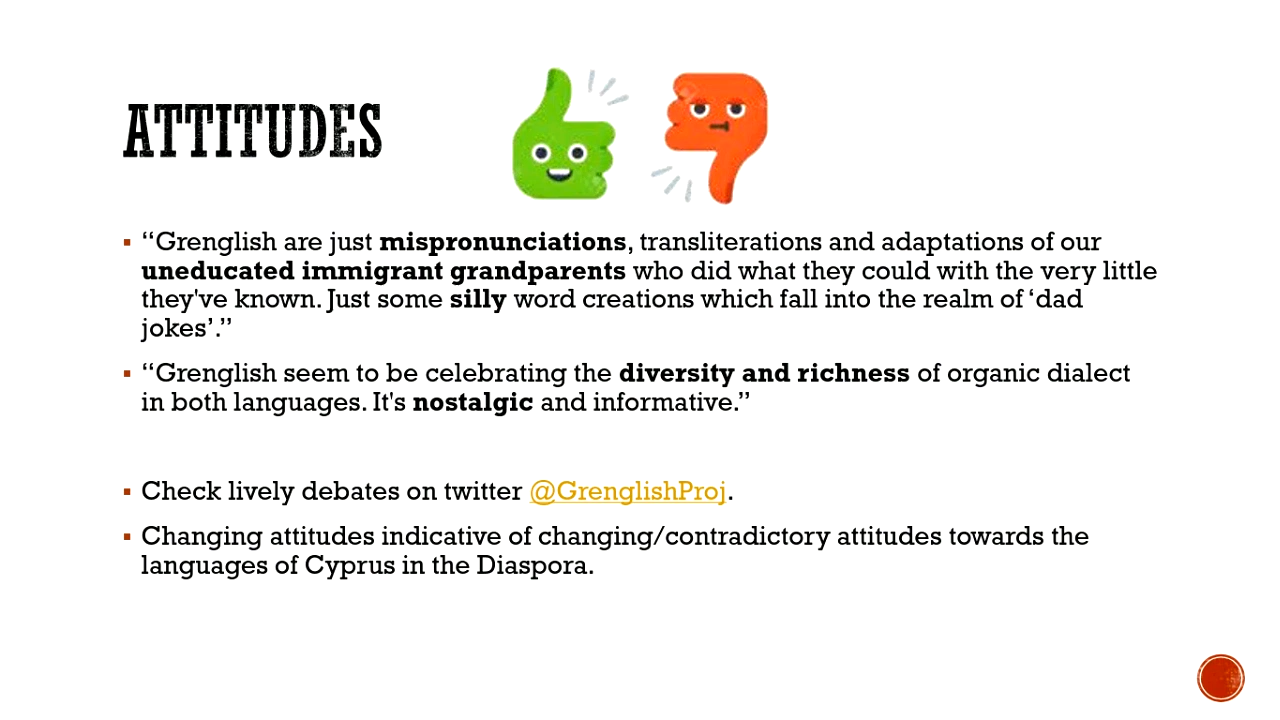 ATTITUDES
▪ “Grenglish are just mispronunciations, transliterations and adaptations of our
uneducated immigrant grandparents who did what they could with the very little
they've known. Just some silly word creations which fall into the realm of ‘dad
jokes’.”
▪ “Grenglish seem to be celebrating the diversity and richness of organic dialect
in both languages. It's nostalgic and informative.”
▪ Check lively debates on twitter @GrenglishProj.
▪ Changing attitudes indicative of changing/contradictory attitudes towards the
languages of Cyprus in the Diaspora.